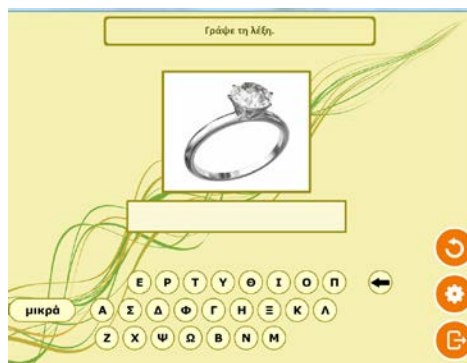 Γράψε τη λέξη.
Ε Ρ Τ Υ Θ Ι Ο Π
μικρά Α Σ Δ Φ Γ Η Ξ Κ Λ
Ζ Χ Ψ Ω Β Ν Μ